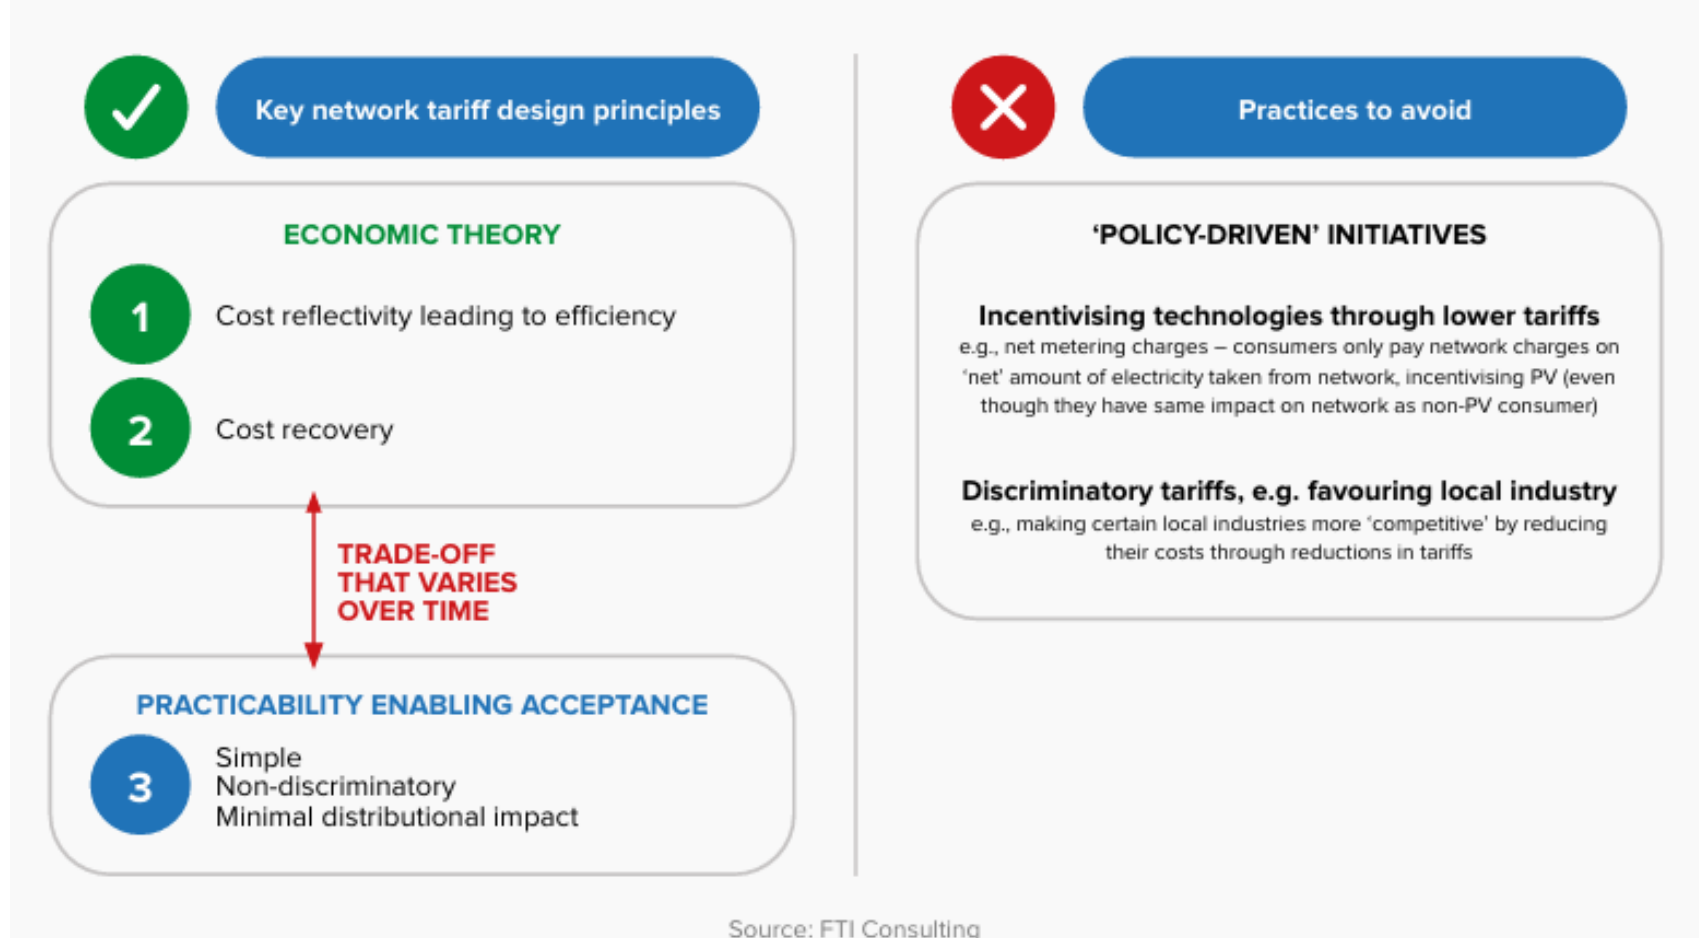 Key network tariff design principles
ECONOMIC THEORY
1
Cost reflectivity leading to efficiency
2
Cost recovery
TRADE-OFF
THAT VARIES
OVER TIME
PRACTICABILITY ENABLING ACCEPTANCE
3
Simple
Non-discriminatory
Minimal distributional impact
Practices to avoid
‘POLICY-DRIVEN’ INITIATIVES
Incentivising technologies through lower tariffs
e.g., net metering charges – consumers only pay network charges on
‘net’ amount of electricity taken from network, incentivising PV (even
though they have same impact on network as non-PV consumer)
Discriminatory tariffs, e.g. favouring local industry
e.g., making certain local industries more ‘competitive’ by reducing
their costs through reductions in tariffs
Source: FTI Consulting